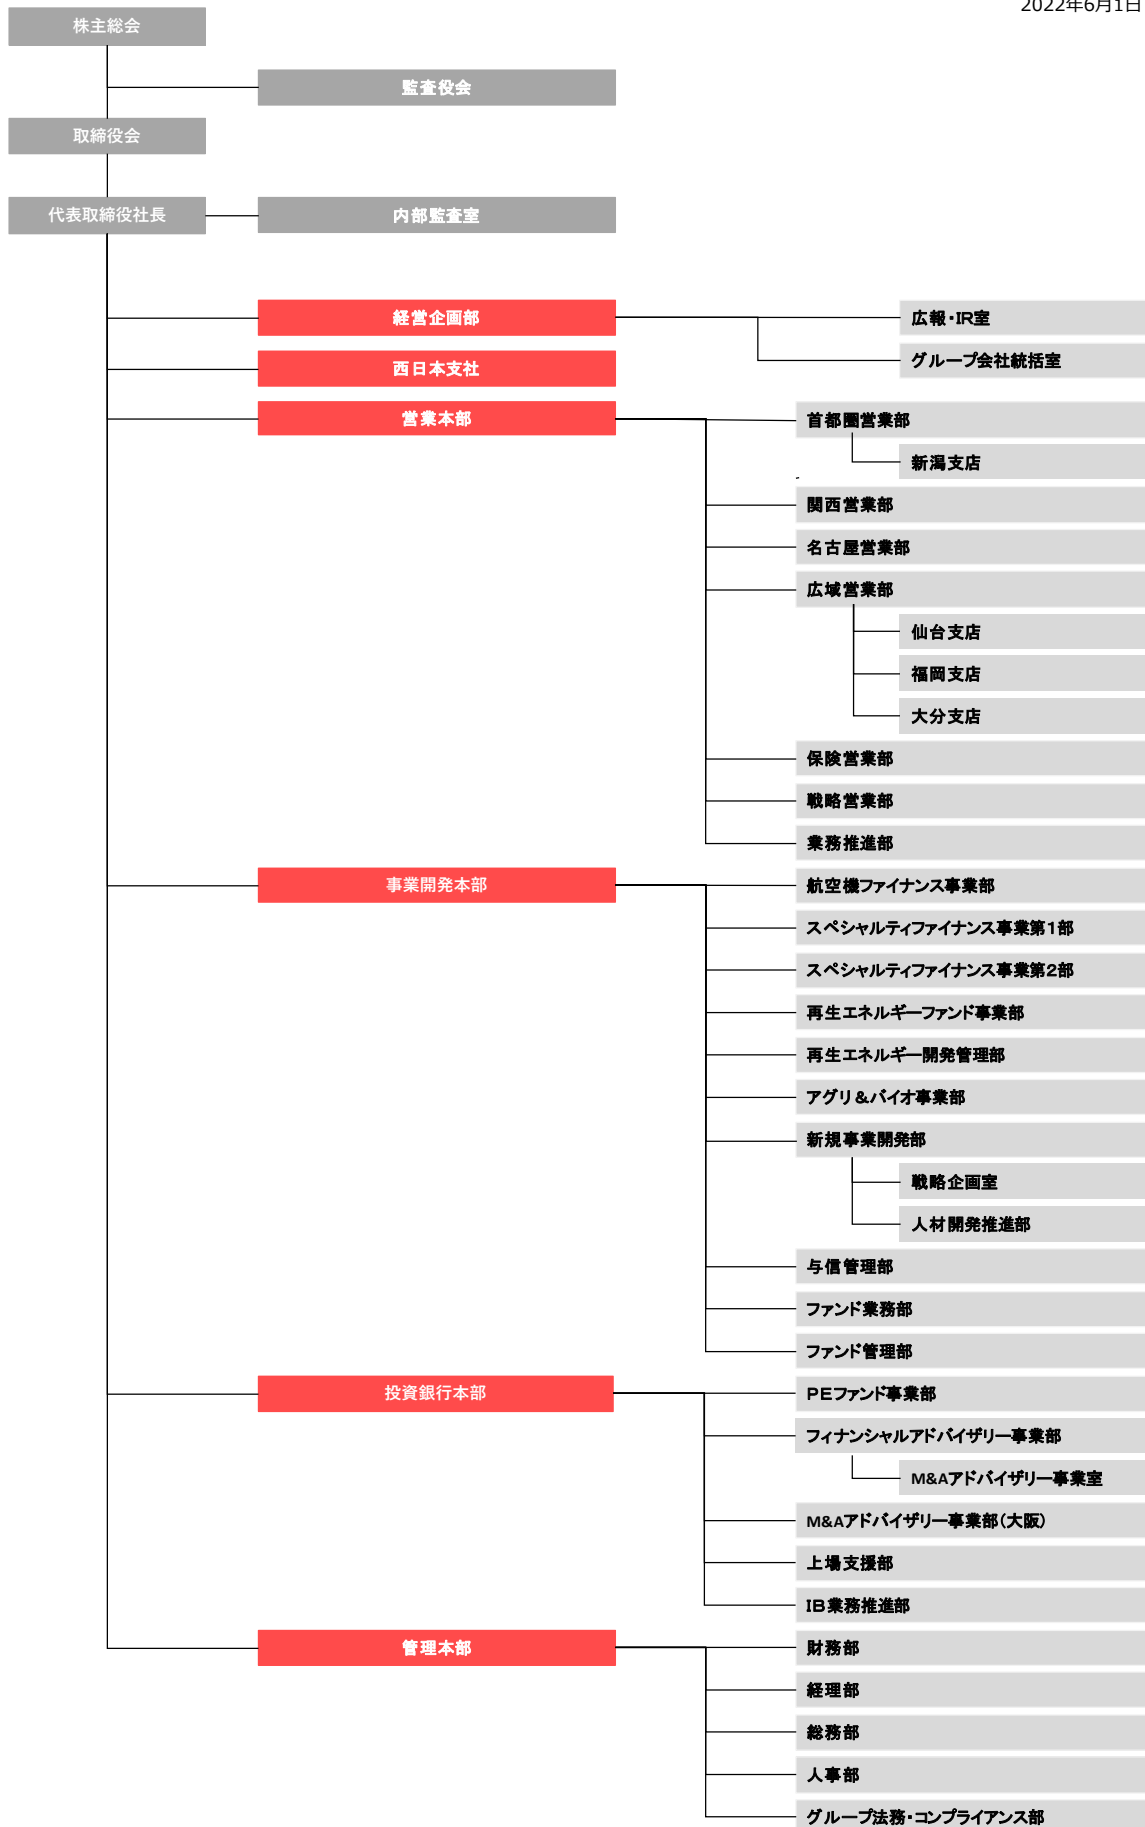 2022年6月1日
株主総会
監査役会
取締役会
代表取締役社長
内部監査室
経営企画部
広報・IR室
グループ会社統括室
西日本支社
営業本部
首都圏営業部
新潟支店
関西営業部
名古屋営業部
広域営業部
仙台支店
福岡支店
大分支店
保険営業部
戦略営業部
業務推進部
事業開発本部
航空機ファイナンス事業部
スペシャルティファイナンス事業第1部
スペシャルティファイナンス事業第2部
再生エネルギーファンド事業部
再生エネルギー開発管理部
アグリ&バイオ事業部
新規事業開発部
戦略企画室
人材開発推進部
与信管理部
ファンド業務部
ファンド管理部
投資銀行本部
PEファンド事業部
フィナンシャルアドバイザリー事業部
M&Aアドバイザリー事業室
M&Aアドバイザリー事業部(大阪)
上場支援部
IB業務推進部
管理本部
財務部
経理部
総務部
人事部
グループ法務・コンプライアンス部